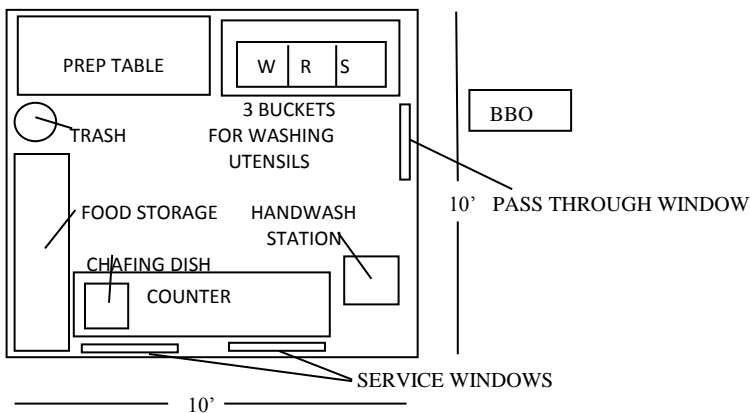 PREP TABLE
W R S
BBO
TRASH
3 BUCKETS
FOR WASHING
UTENSILS
10’ PASS THROUGH WINDOW
FOOD STORAGE
HANDWASH
STATION
CHAFING DISH
COUNTER
SERVICE WINDOWS
10’